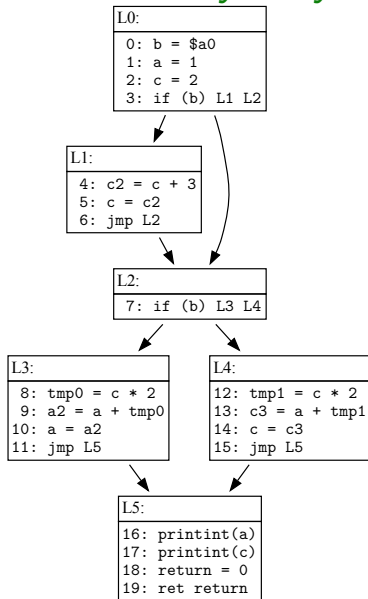 L0:
0: b = $a0
1: a = 1
2: c = 2
3: if (b) L1 L2
L1:
4: c2 = c + 3
5: c = c2
6: jmp L2
L2:
7: if (b) L3 L4
L3:
8: tmp0 = c * 2
9: a2 = a + tmp0
10: a = a2
11: jmp L5
L4:
12: tmp1 = c * 2
13: c3 = a + tmp1
14: c = c3
15: jmp L5
L5:
16: printint(a)
17: printint(c)
18: return = 0
19: ret return